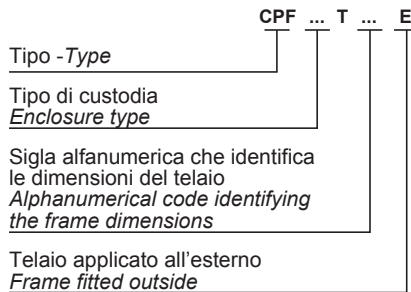 CPF ... T ... E
Tipo -Type
Tipo di custodia
Enclosure type
Sigla alfanumerica che identifica
le dimensioni del telaio
Alphanumerical code identifying
the frame dimensions
Telaio applicato all'esterno
Frame fitted outside